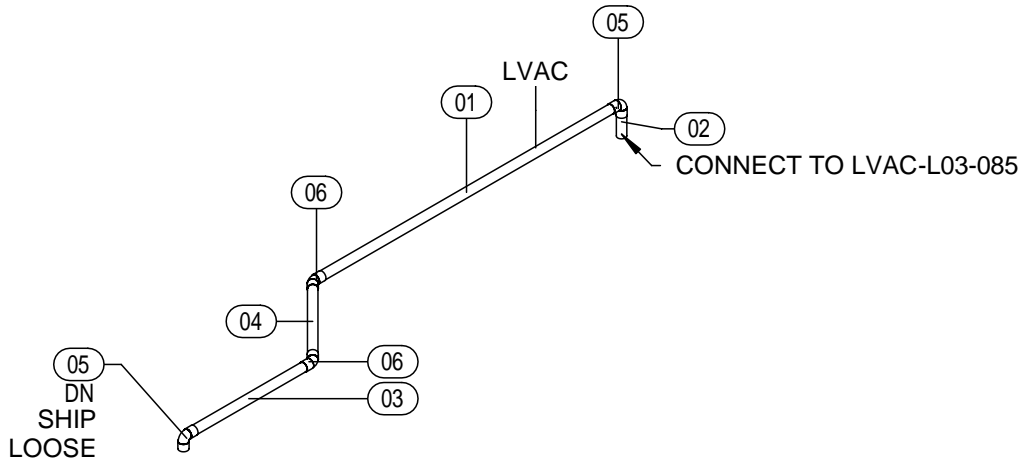 05
LVAC
01
02
CONNECT TO LVAC-L03-085
06
04
06
05
DN
SHIP
LOOSE
03